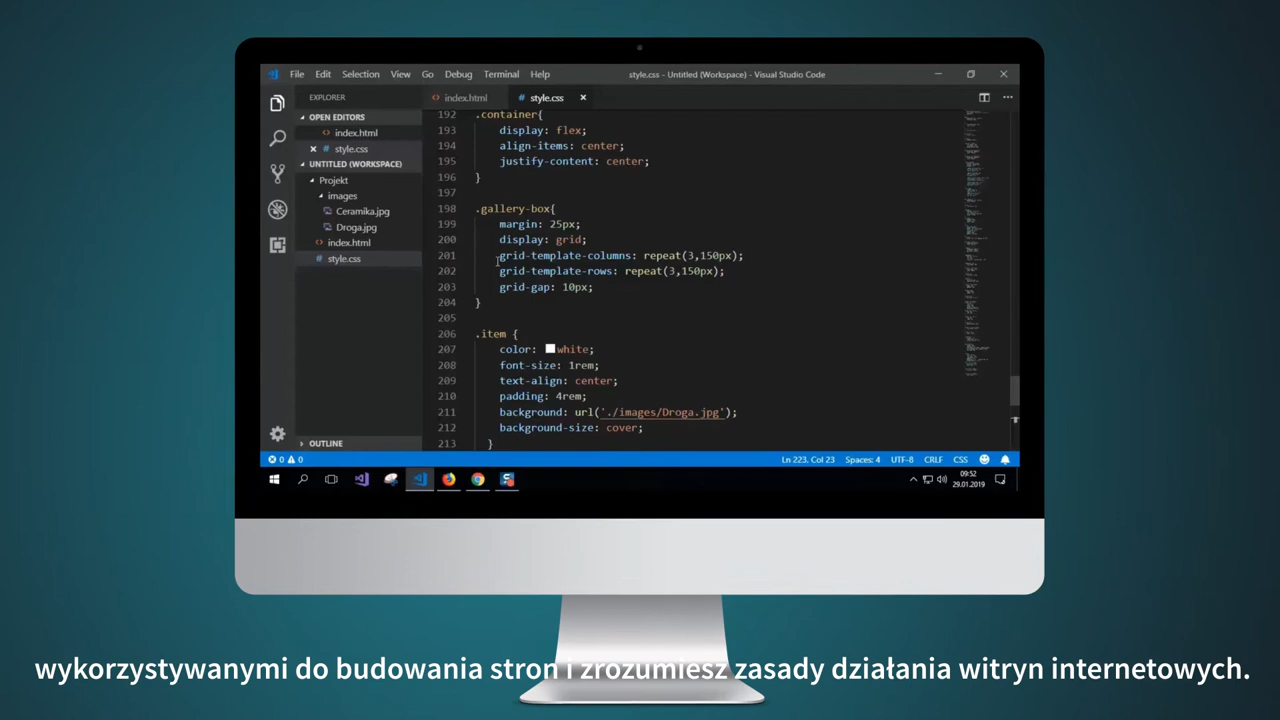 File Edit Selection View Go Debug Terminal Help
style.css - Untitled (Workspace) - Visual Studio Code
EXPLORER
OPEN EDITORS
index.html
style.css
UNTITLED (WORKSPACE)
Projekt
images
Ceramika.jpg
Droga.jpg
index.html
style.css
OUTLINE
index.html style.css
192 .container{
193 display: flex;
194 align-items: center;
195 justify-content: center;
196 }
197
198 .gallery-box{
199 margin: 25px;
200 display: grid;
201 grid-template-columns: repeat(3,150px);
202 grid-template-rows: repeat(3,150px);
203 grid-gap: 10px;
204 }
205
206 .item {
207 color: white;
208 font-size: 1rem;
209 text-align: center;
210 padding: 4rem;
211 background: url('./images/Droga.jpg');
212 background-size: cover;
213 }
0 0 Ln 223, Col 23 Spaces: 4 UTF-8 CRLF CSS
09:52
29.01.2019
wykorzystywanymi do budowania stron i zrozumiesz zasady działania witryn internetowych.